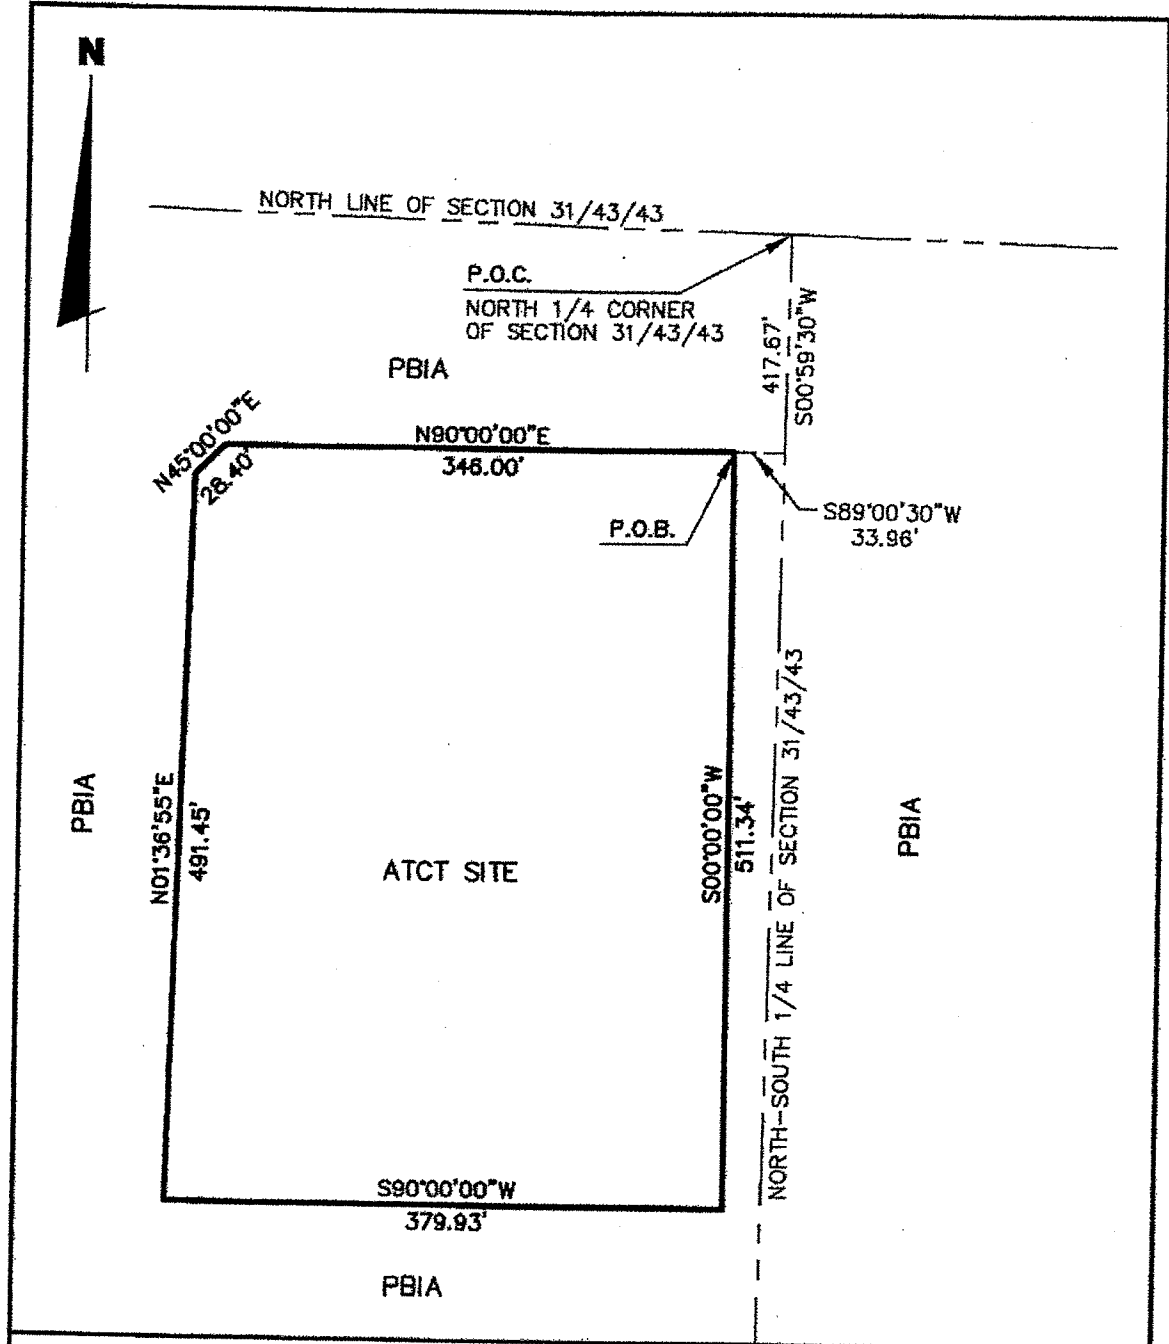 N
NORTH LINE OF SECTION 31/43/43
P.O.C.
NORTH 1/4 CORNER
OF SECTION 31/43/43
417.67'
S00°59'30"W
PBIA
N45°00'00"E
28.40'
N90°00'00"E
346.00'
P.O.B.
S89°00'30"W
33.96'
PBIA
N01°36'55"E
491.45'
ATCT SITE
S00°00'00"W
511.34'
NORTH-SOUTH 1/4 LINE OF SECTION 31/43/43
PBIA
S90°00'00"W
379.93'
PBIA